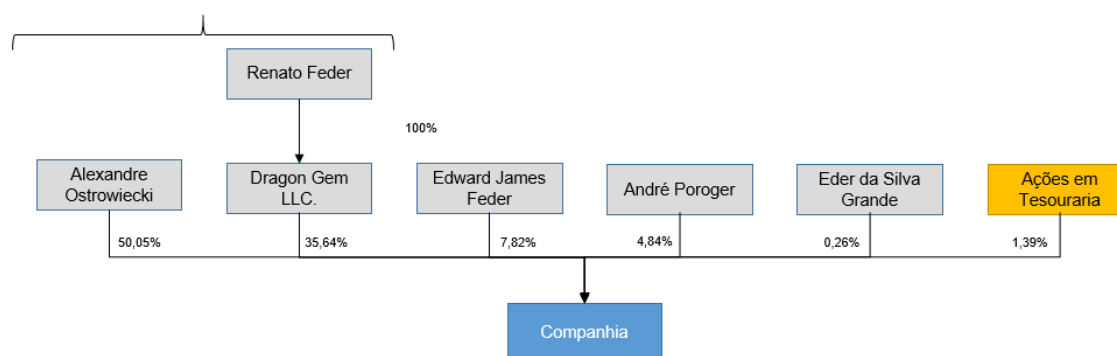 Renato Feder
100%
Alexandre
Ostrowiecki
Dragon Gem
LLC.
Edward James
Feder
André Poroger
Eder da Silva
Grande
Ações em
Tesouraria
50,05%
35,64%
7,82%
4,84%
0,26%
1,39%
Companhia